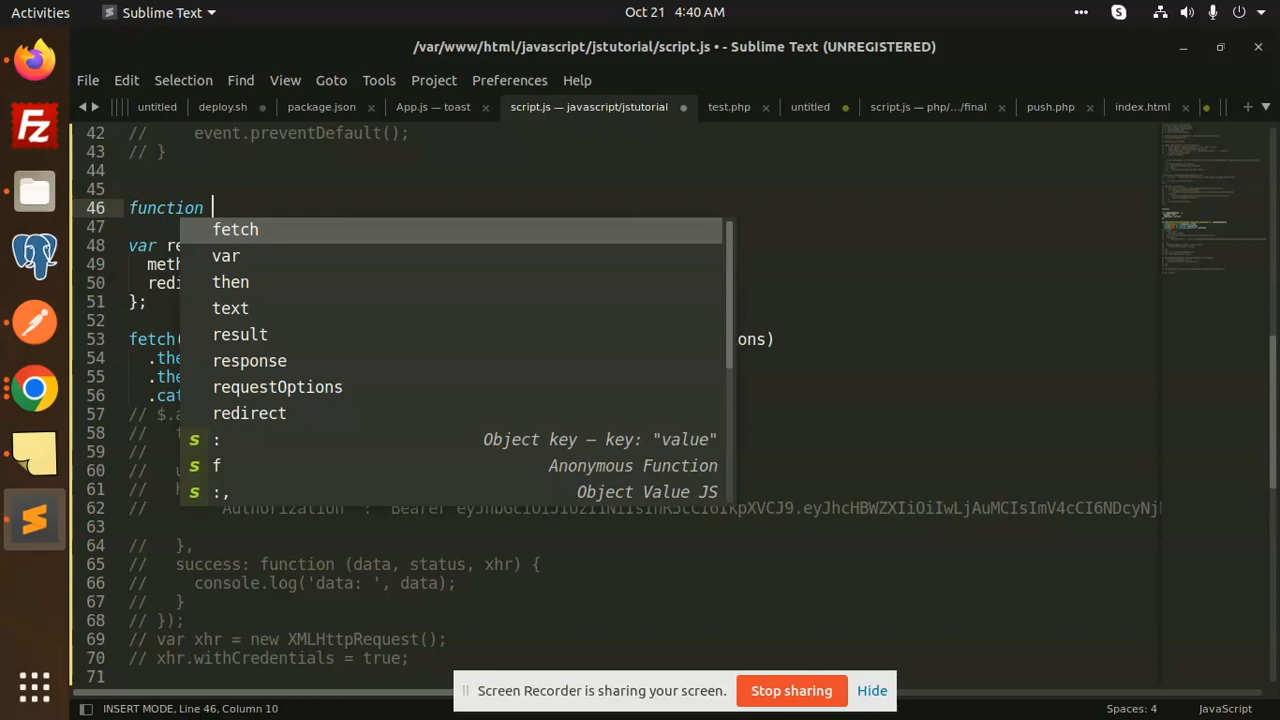 Activities
Sublime Text
Oct 21 4:40 AM
/var/www/html/javascript/jstutorial/script.js • - Sublime Text (UNREGISTERED)
File Edit Selection Find View Goto Tools Project Preferences Help
untitled deploy.sh package.json App.js — toast script.js — javascript/jstutorial test.php untitled script.js — php/.../final push.php index.html
42 // event.preventDefault();
43 // }
44
45
46 function
47
48 var re
49 meth
50 redi
51 };
52
53 fetch( ons)
54 .the
55 .the
56 .cat
57 // $.a
58 // t
59 //
60 // u
61 // h
62 //
63 //
64 // },
65 // success: function (data, status, xhr) {
66 // console.log('data: ', data);
67 // }
68 // });
69 // var xhr = new XMLHttpRequest();
70 // xhr.withCredentials = true;
71
fetch
var
then
text
result
response
requestOptions
redirect
s : Object key — key: "value"
s f Anonymous Function
s :, Object Value JS
Screen Recorder is sharing your screen. Stop sharing Hide
INSERT MODE, Line 46, Column 10 Spaces: 4 JavaScript